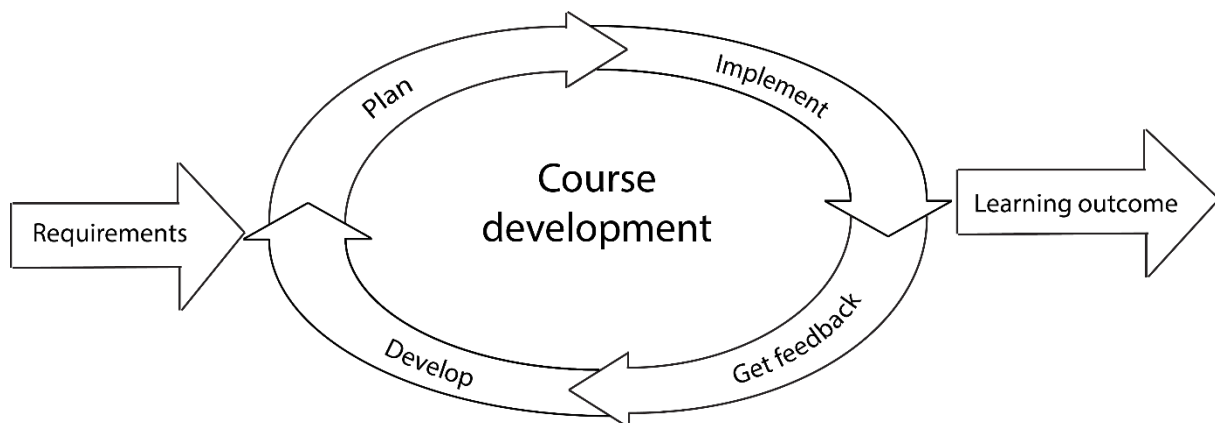 Plan
Implement
Course
development
Requirements
Learning outcome
Develop
Get feedback